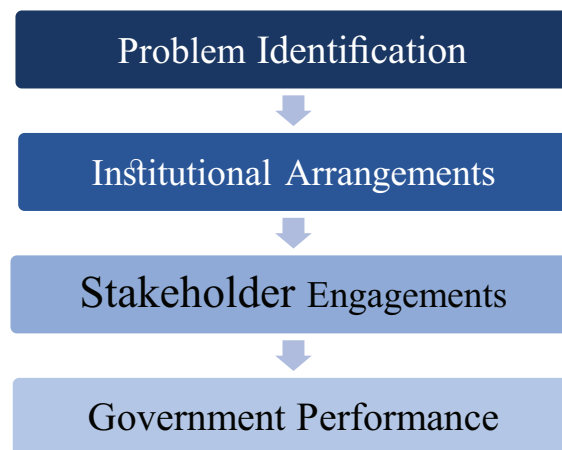 Problem Identification
Institutional Arrangements
Stakeholder Engagements
Government Performance